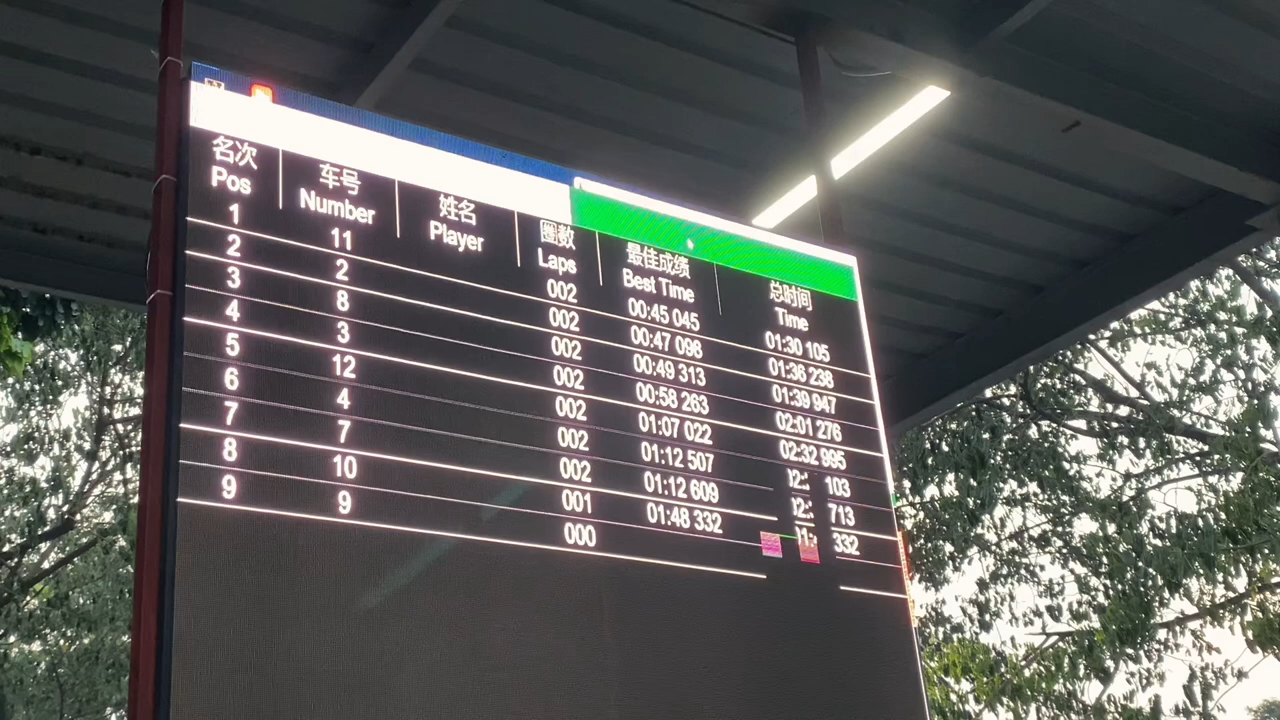 名次 车号 姓名 圈数 最佳成绩 总时间
Pos Number Player Laps Best Time Time
1 11 002 00:45 045 01:30 105
2 2 002 00:47 098 01:36 238
3 8 002 00:49 313 01:39 947
4 3 002 00:58 263 02:01 276
5 12 002 01:07 022 02:32 995
6 4 002 01:12 507 103
7 7 002 01:12 609 713
8 10 001 01:48 332 332
9 9 000